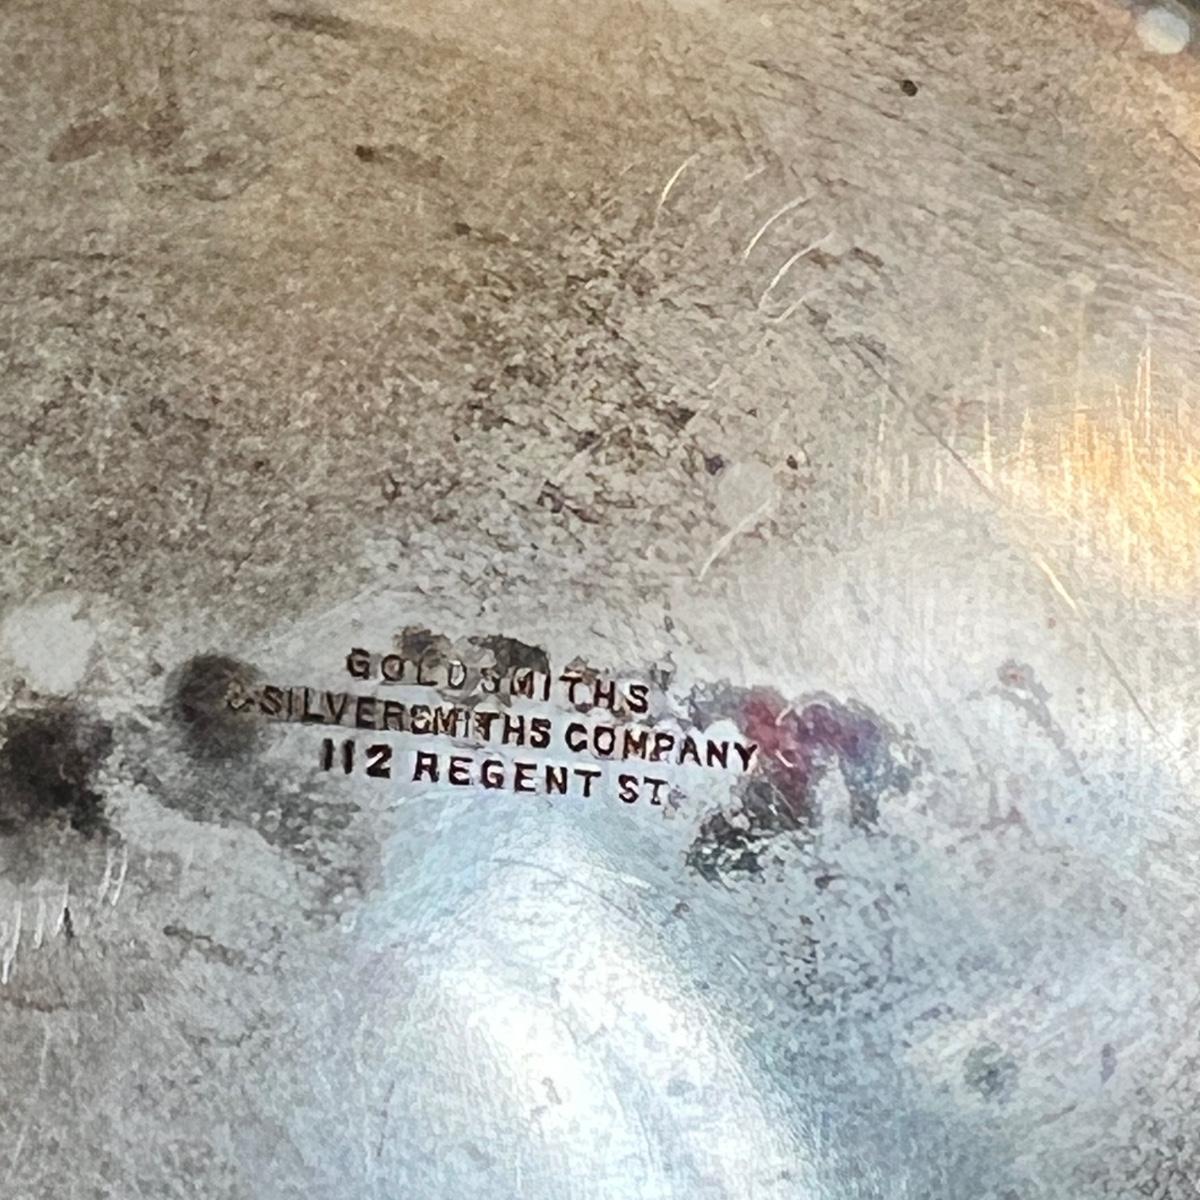 GOLDSMITHS
&SILVERSMITHS COMPANY
112 REGENT ST.